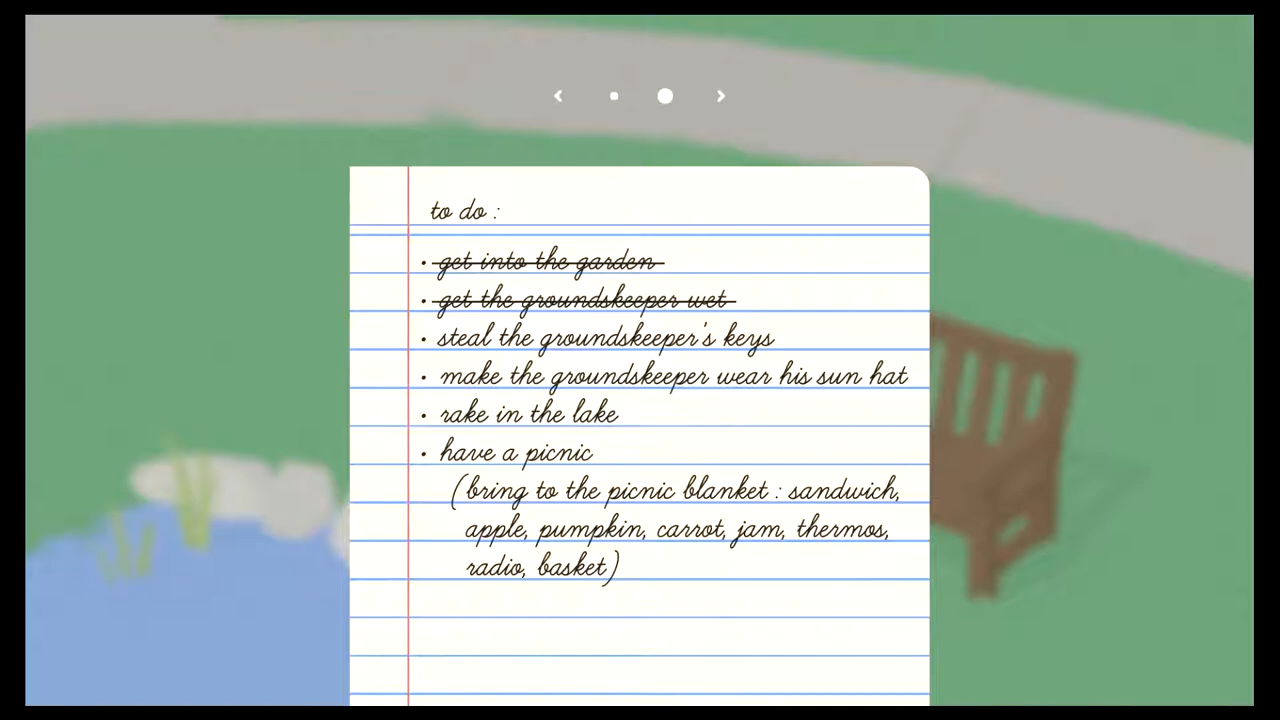 to do :
• get into the garden
• get the groundskeeper wet
• steal the groundskeeper's keys
• make the groundskeeper wear his sun hat
• rake in the lake
• have a picnic
(bring to the picnic blanket : sandwich,
apple, pumpkin, carrot, jam, thermos,
radio, basket)